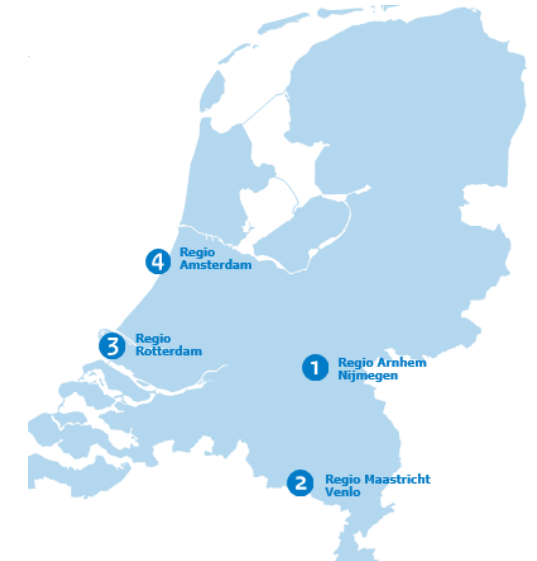 4
Regio
Amsterdam
3
Regio
Rotterdam
1
Regio Arnhem
Nijmegen
2
Regio Maastricht
Venlo